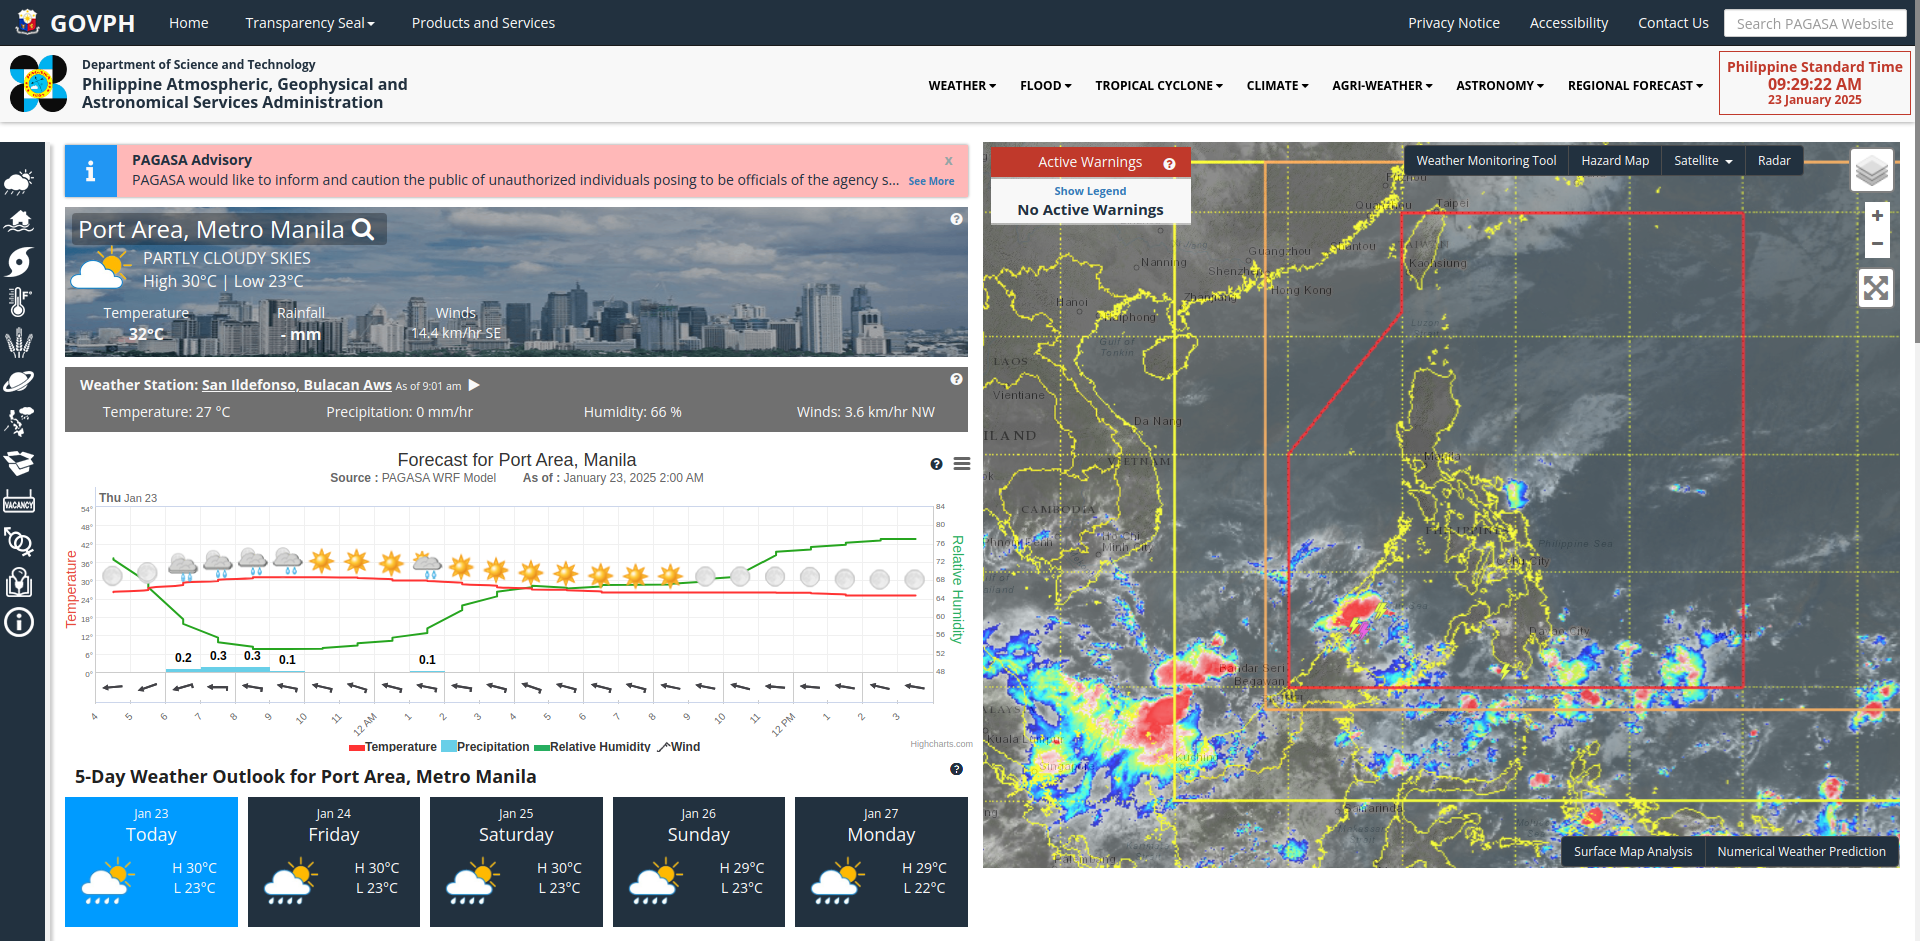 GOVPH
Home
Transparency Seal
Products and Services
Privacy Notice
Accessibility
Contact Us
Search PAGASA Website
Department of Science and Technology
Philippine Atmospheric, Geophysical and
Astronomical Services Administration
WEATHER
FLOOD
TROPICAL CYCLONE
CLIMATE
AGRI-WEATHER
ASTRONOMY
REGIONAL FORECAST
Philippine Standard Time
09:29:22 AM
23 January 2025
PAGASA Advisory
x
PAGASA would like to inform and caution the public of unauthorized individuals posing to be officials of the agency s... See More
Port Area, Metro Manila
PARTLY CLOUDY SKIES
High 30°C | Low 23°C
Temperature
Rainfall
Winds
32°C
- mm
14.4 km/hr SE
Weather Station: San Ildefonso, Bulacan Aws As of 9:01 am
Temperature: 27 °C
Precipitation: 0 mm/hr
Humidity: 66 %
Winds: 3.6 km/hr NW
Forecast for Port Area, Manila
Source : PAGASA WRF Model As of : January 23, 2025 2:00 AM
Thu Jan 23
Temperature
54°
48°
42°
36°
30°
24°
18°
12°
6°
0°
0.2
0.3
0.3
0.1
0.1
84
80
76
72
68
64
60
56
52
48
Relative Humidity
4
5
6
7
8
9
10
11
12 AM
1
2
3
4
5
6
7
8
9
10
11
12 PM
1
2
3
Temperature
Precipitation
Relative Humidity
Wind
Highcharts.com
5-Day Weather Outlook for Port Area, Metro Manila
Jan 23
Today
H 30°C
L 23°C
Jan 24
Friday
H 30°C
L 23°C
Jan 25
Saturday
H 30°C
L 23°C
Jan 26
Sunday
H 29°C
L 23°C
Jan 27
Monday
H 29°C
L 22°C
VACANCY
Active Warnings
Show Legend
No Active Warnings
Weather Monitoring Tool
Hazard Map
Satellite
Radar
+
−
Taipei
Guangzhou
Nanning
Shenzhen
Kaohsiung
Hong Kong
Hanoi
Zhanjiang
Haiphong
Gulf of
Tonkin
LAOS
Vientiane
Da Nang
VIETNAM
Manila
CAMBODIA
Philippine Sea
Davao City
Bandar Seri
Begawan
Kuala Lumpur
Kuching
Singapore
Samarinda
Palembang
Surface Map Analysis
Numerical Weather Prediction